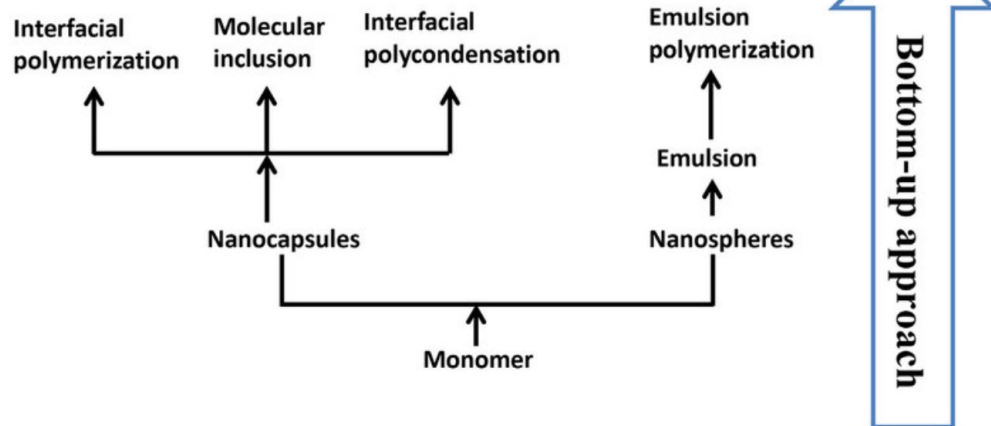 Interfacial
polymerization
Molecular
inclusion
Interfacial
polycondensation
Emulsion
polymerization
Emulsion
Nanocapsules
Nanospheres
Monomer
Bottom-up approach